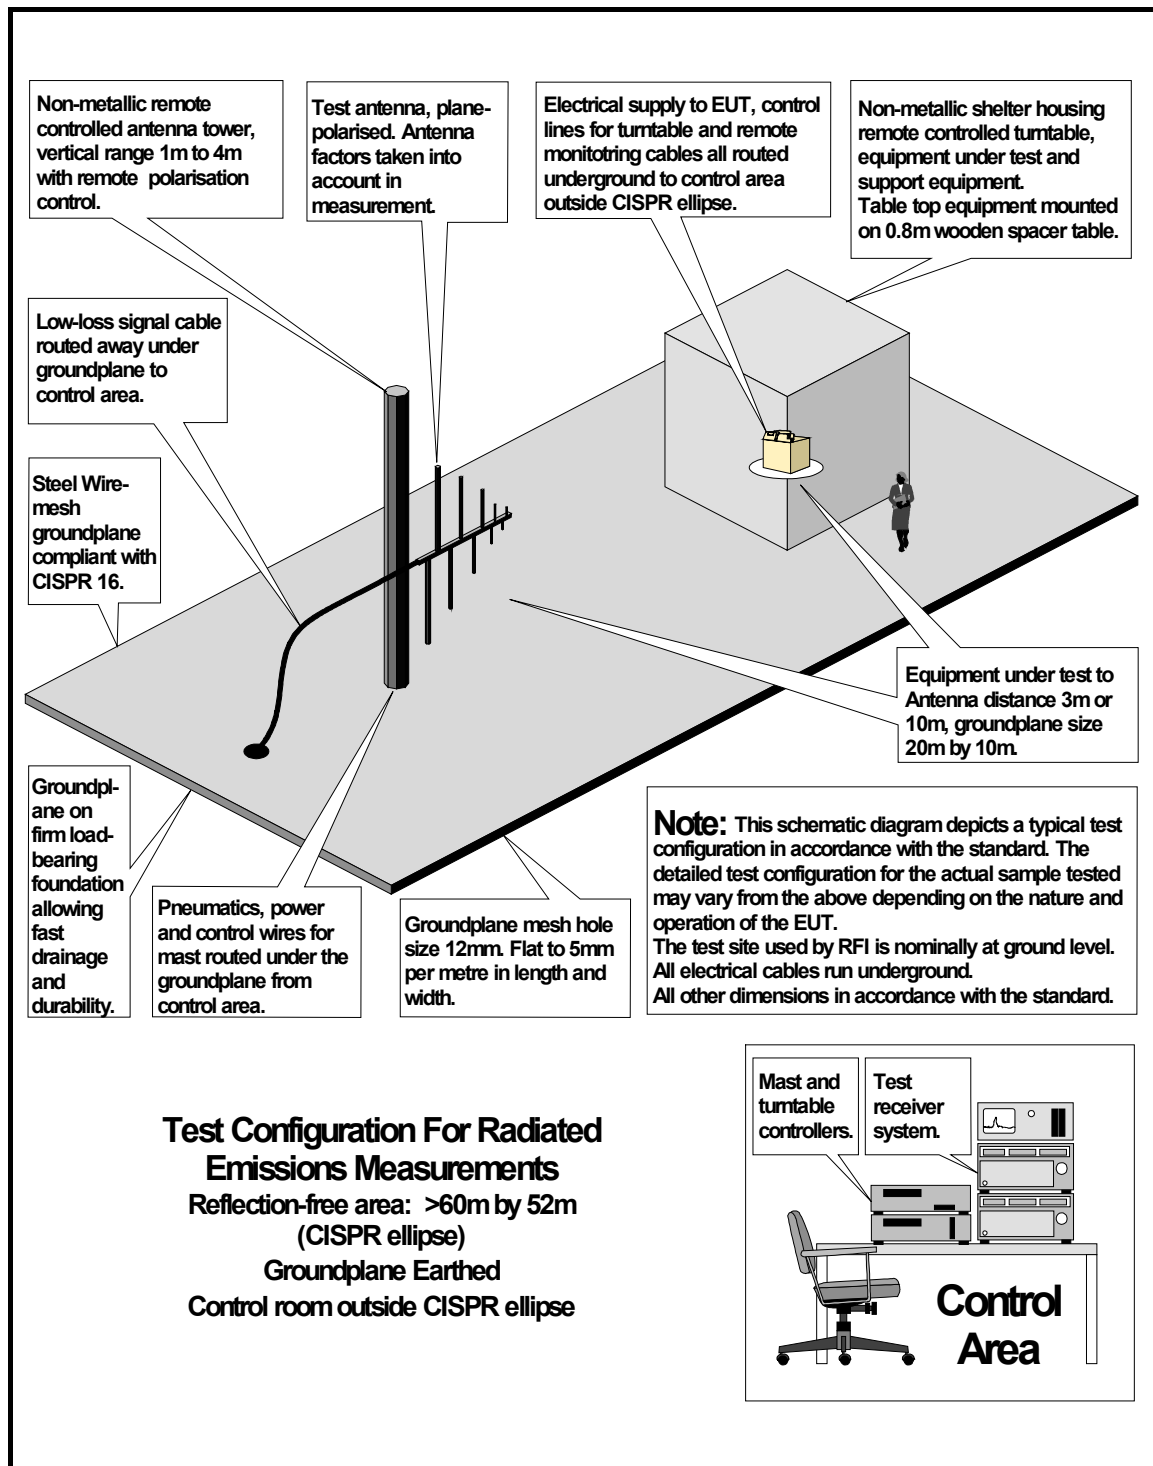 Non-metallic remote
controlled antenna tower,
vertical range 1m to 4m
with remote polarisation
control.
Test antenna, plane-
polarised. Antenna
factors taken into
account in
measurement.
Electrical supply to EUT, control
lines for turntable and remote
monitotring cables all routed
underground to control area
outside CISPR ellipse.
Non-metallic shelter housing
remote controlled turntable,
equipment under test and
support equipment.
Table top equipment mounted
on 0.8m wooden spacer table.
Low-loss signal cable
routed away under
groundplane to
control area.
Steel Wire-
mesh
groundplane
compliant with
CISPR 16.
Equipment under test to
Antenna distance 3m or
10m, groundplane size
20m by 10m.
Groundpl-
ane on
firm load-
bearing
foundation
allowing
fast
drainage
and
durability.
Pneumatics, power
and control wires for
mast routed under the
groundplane from
control area.
Groundplane mesh hole
size 12mm. Flat to 5mm
per metre in length and
width.
Note: This schematic diagram depicts a typical test
configuration in accordance with the standard. The
detailed test configuration for the actual sample tested
may vary from the above depending on the nature and
operation of the EUT.
The test site used by RFI is nominally at ground level.
All electrical cables run underground.
All other dimensions in accordance with the standard.
Test Configuration For Radiated
Emissions Measurements
Reflection-free area: >60m by 52m
(CISPR ellipse)
Groundplane Earthed
Control room outside CISPR ellipse
Mast and
turntable
controllers.
Test
receiver
system.
Control
Area